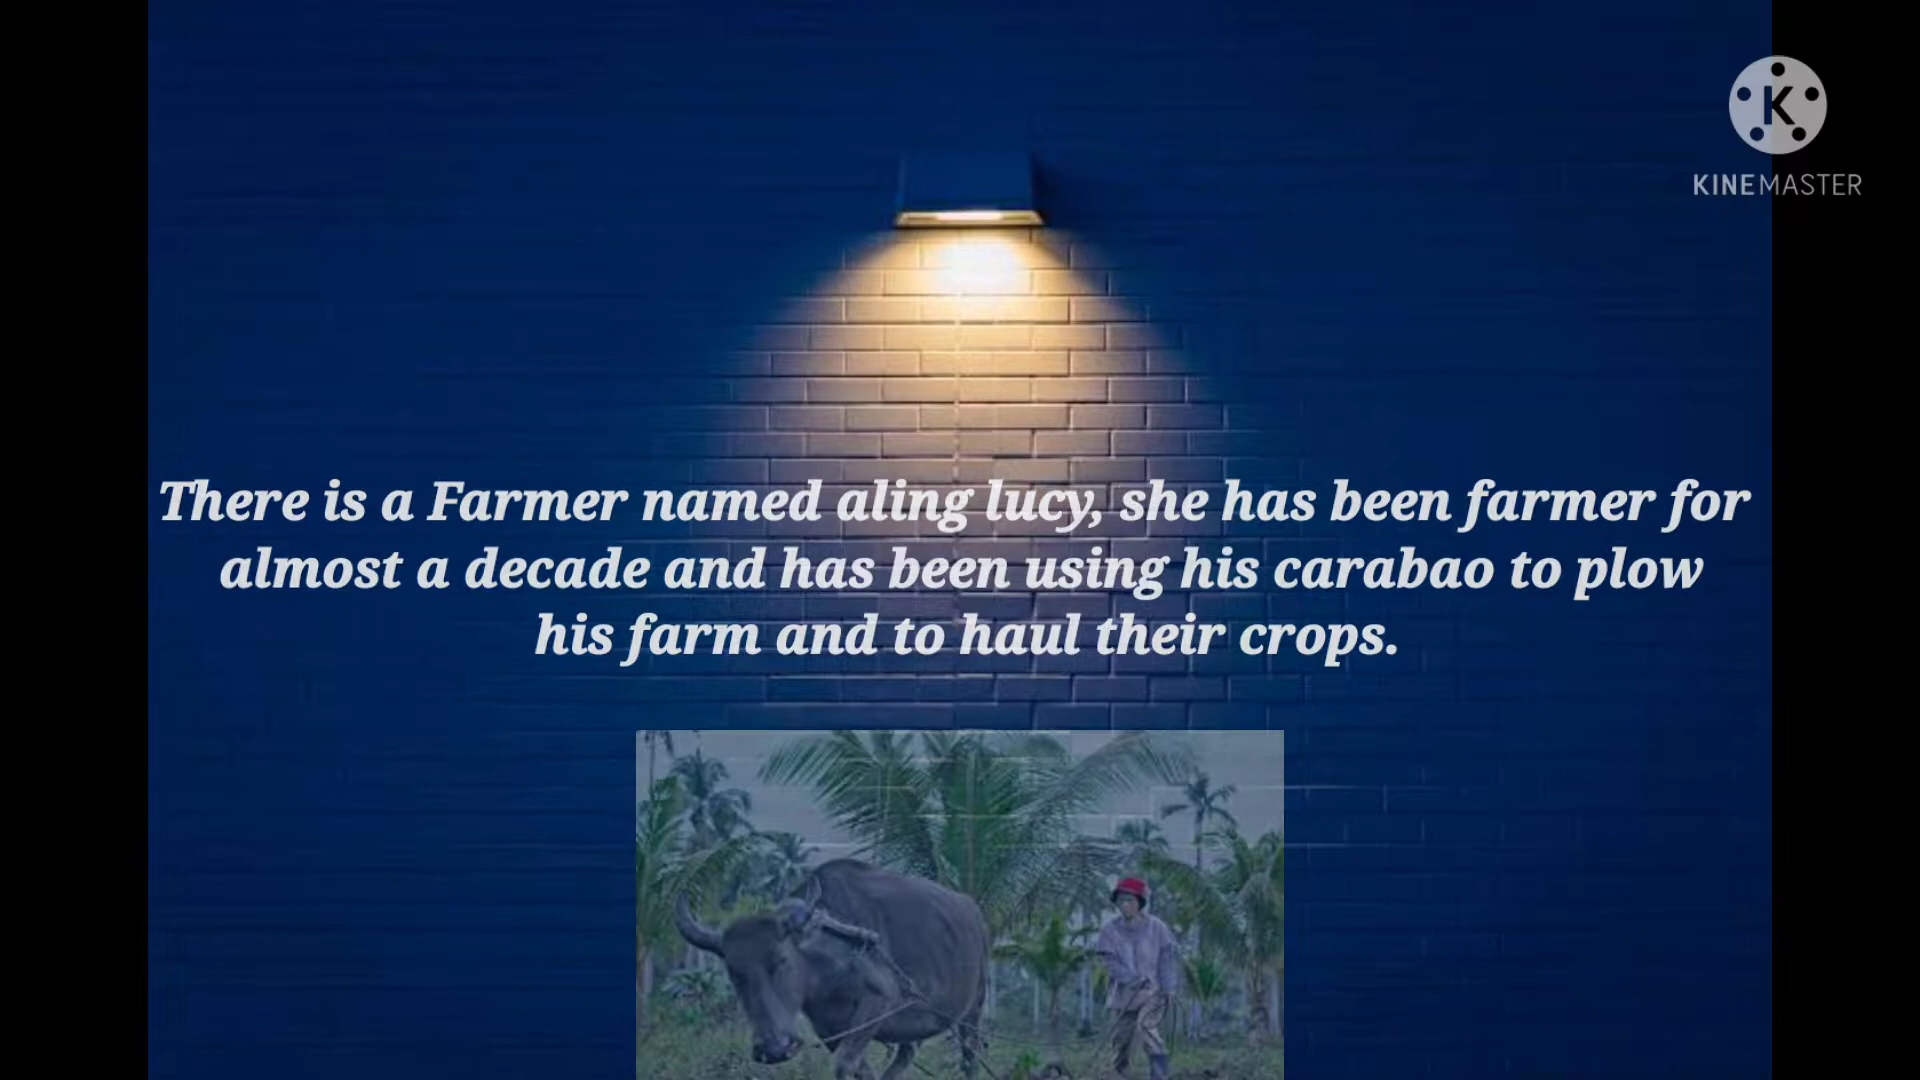 K
KINEMASTER
There is a Farmer named aling lucy, she has been farmer for
almost a decade and has been using his carabao to plow
his farm and to haul their crops.